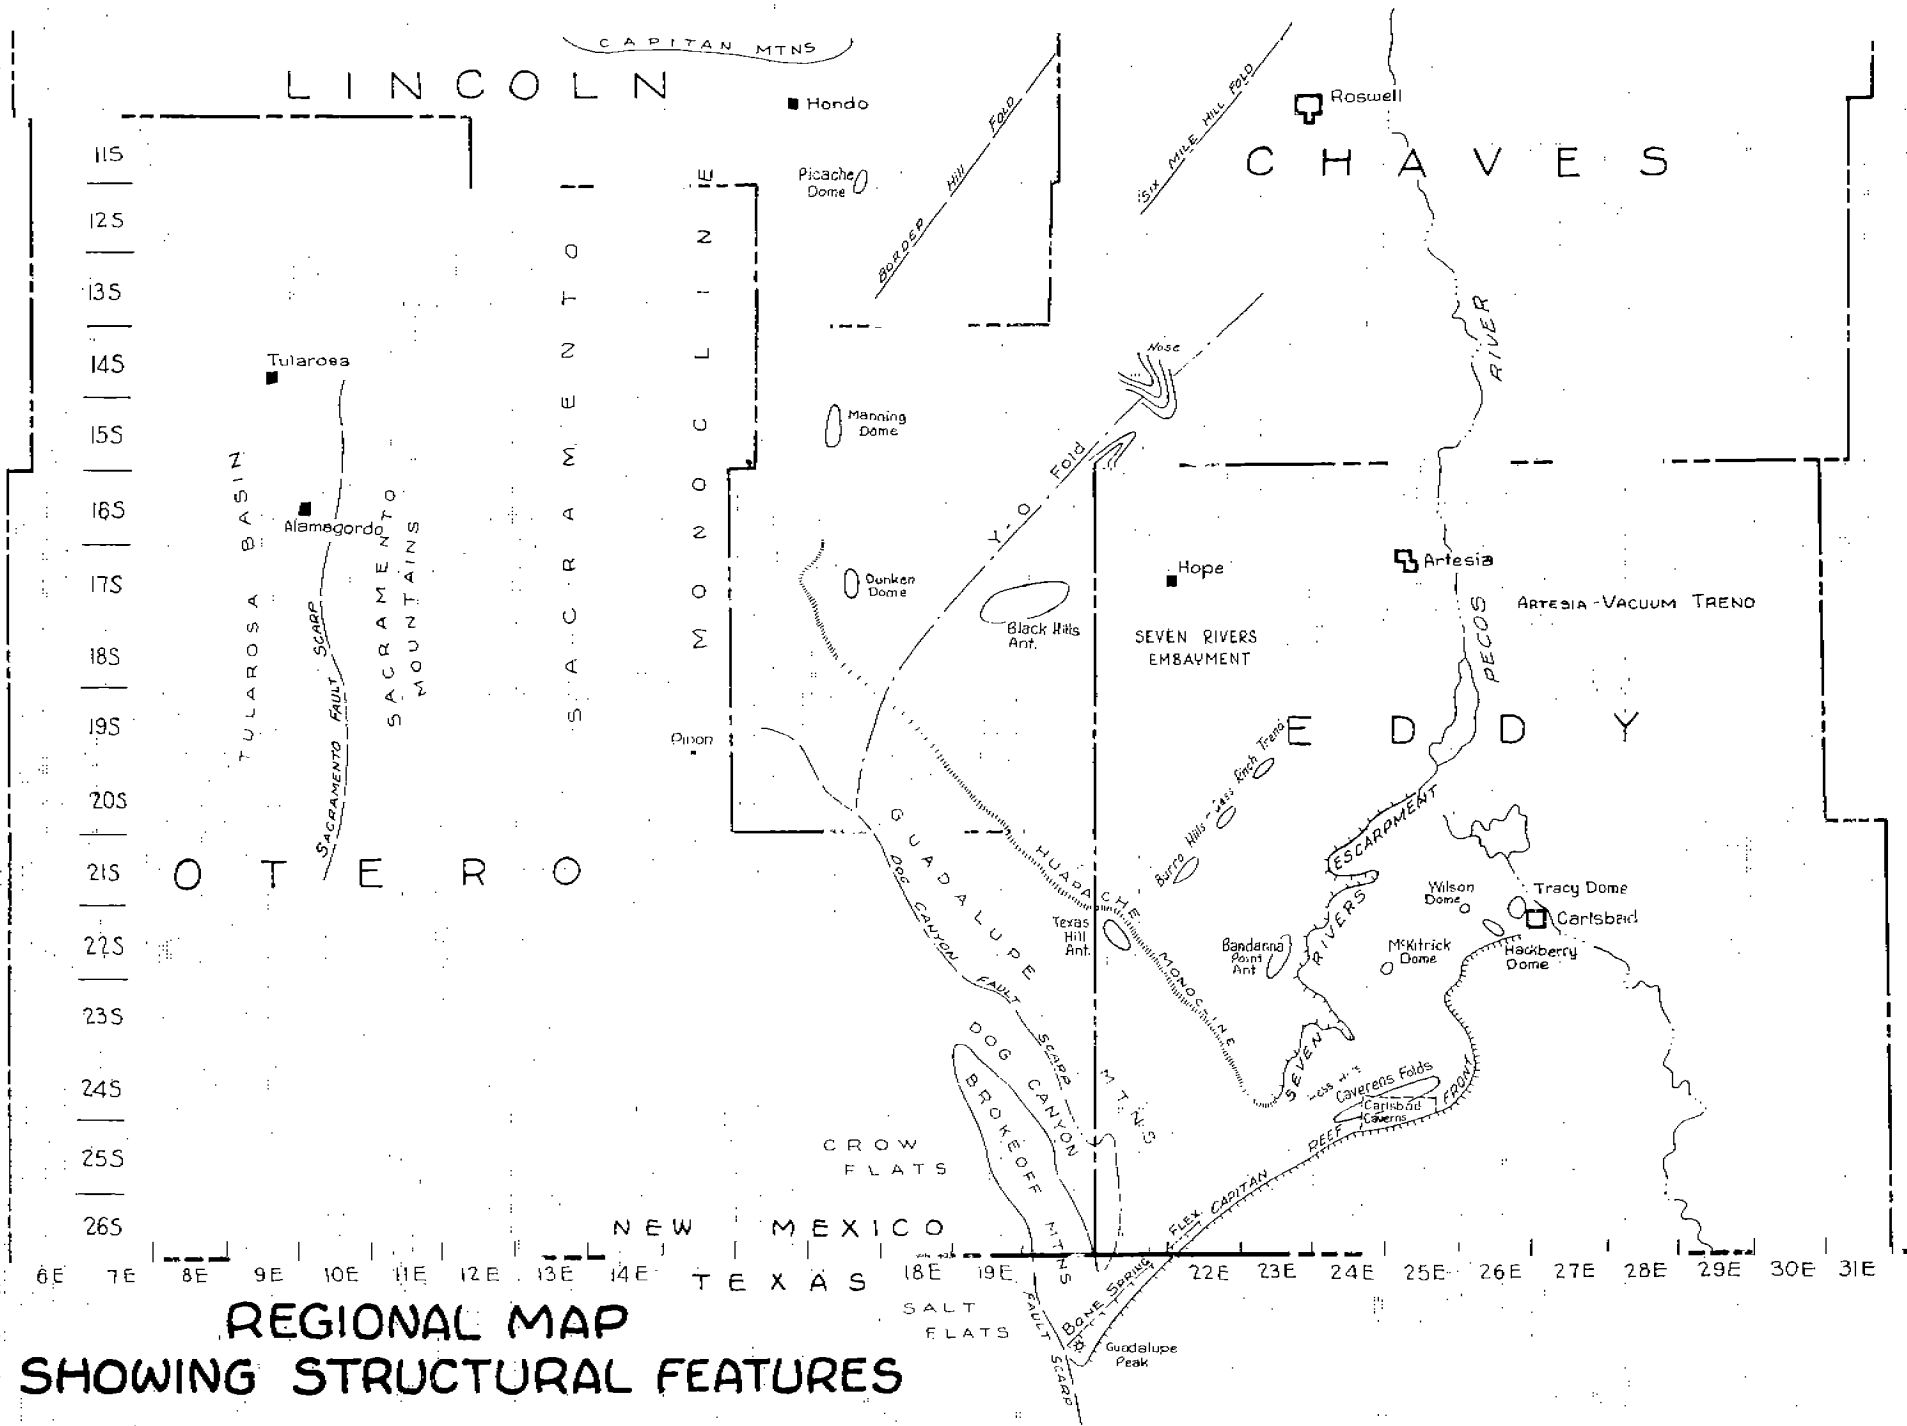 CAPITAN MTNS
LINCOLN
Hondo
Picache
Dome
BORDER Hill FOLD
SIX MILE HILL FOLD
Roswell
CHAVES
11S
12S
13S
14S
15S
16S
17S
18S
19S
20S
21S
22S
23S
24S
25S
26S
Tularosa
Alamagordo
TULAROSA BASIN
SACRAMENTO FAULT SCARP
SACRAMENTO
MOUNTAINS
SACRAMENTO
MONOCLINE
Manning
Dome
Dunken
Dome
Y-O Fold
Nose
Black Hills
Ant.
Hope
SEVEN RIVERS
EMBAYMENT
Artesia
ARTESIA-VACUUM TREND
PECOS RIVER
Pinon
EDDY
OTERO
GUADALUPE MTNS
DOG CANYON FAULT SCARP
HUAPACHE MONOCLINE
Texas
Hill
Ant.
Burro Hills - Cass Ranch Trend
Bandanna
Point
Ant
SEVEN RIVERS ESCARPMENT
Wilson
Dome
Tracy Dome
Carlsbad
McKitrick
Dome
Hackberry
Dome
Caverens Folds
Carlsbad
Caverns
CAPITAN REEF FRONT
DOG CANYON
BROKEOFF MTNS
CROW
FLATS
NEW MEXICO
TEXAS
6E 7E 8E 9E 10E 11E 12E 13E 14E 18E 19E 22E 23E 24E 25E 26E 27E 28E 29E 30E 31E
SALT
FLATS
FAULT SCARP
BONE SPRING FLEX.
Guadalupe
Peak
REGIONAL MAP
SHOWING STRUCTURAL FEATURES